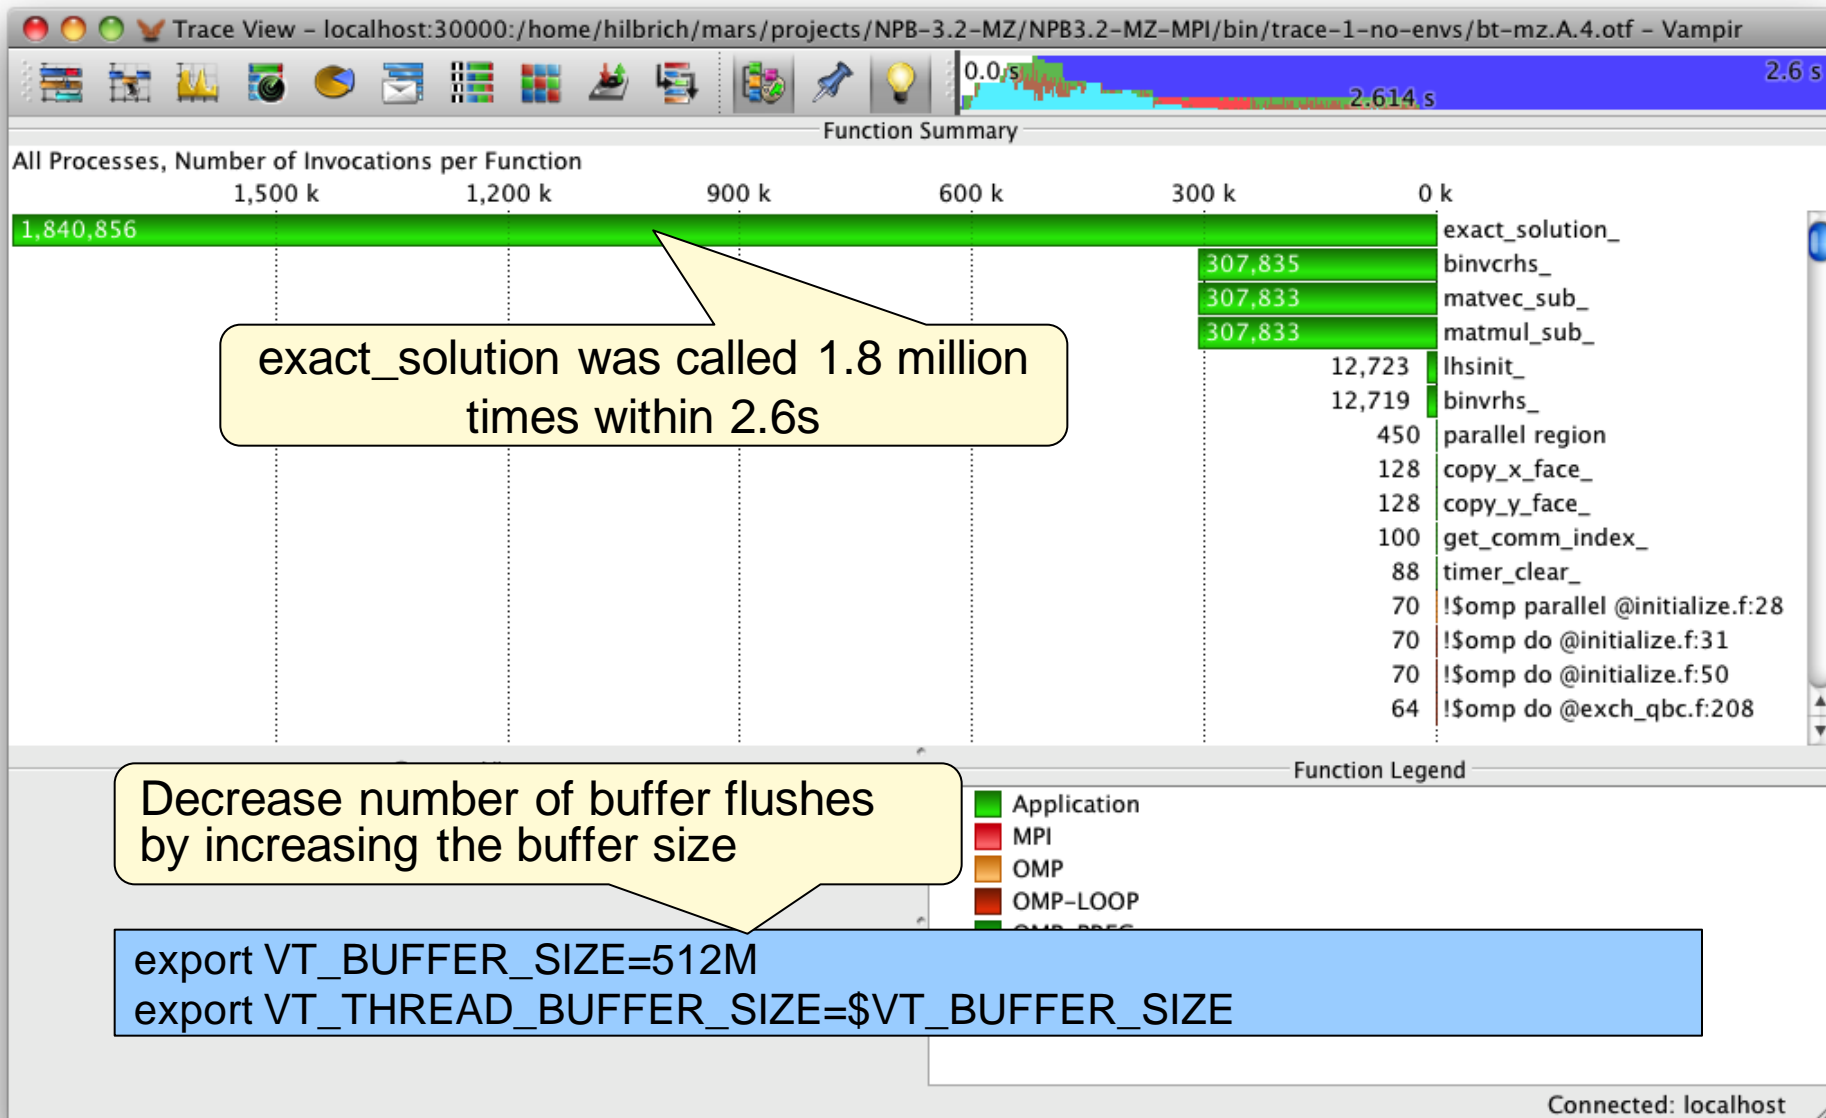 Trace View - localhost:30000:/home/hilbrich/mars/projects/NPB-3.2-MZ/NPB3.2-MZ-MPI/bin/trace-1-no-envs/bt-mz.A.4.otf - Vampir
0.0 s 2.6 s
2.614 s
Function Summary
All Processes, Number of Invocations per Function
1,500 k 1,200 k 900 k 600 k 300 k 0 k
1,840,856 exact_solution_
307,835 binvcrhs_
307,833 matvec_sub_
307,833 matmul_sub_
12,723 lhsinit_
12,719 binvrhs_
450 parallel region
128 copy_x_face_
128 copy_y_face_
100 get_comm_index_
88 timer_clear_
70 !$omp parallel @initialize.f:28
70 !$omp do @initialize.f:31
70 !$omp do @initialize.f:50
64 !$omp do @exch_qbc.f:208
exact_solution was called 1.8 million
times within 2.6s
Decrease number of buffer flushes
by increasing the buffer size
export VT_BUFFER_SIZE=512M
export VT_THREAD_BUFFER_SIZE=$VT_BUFFER_SIZE
Function Legend
Application
MPI
OMP
OMP-LOOP
Connected: localhost